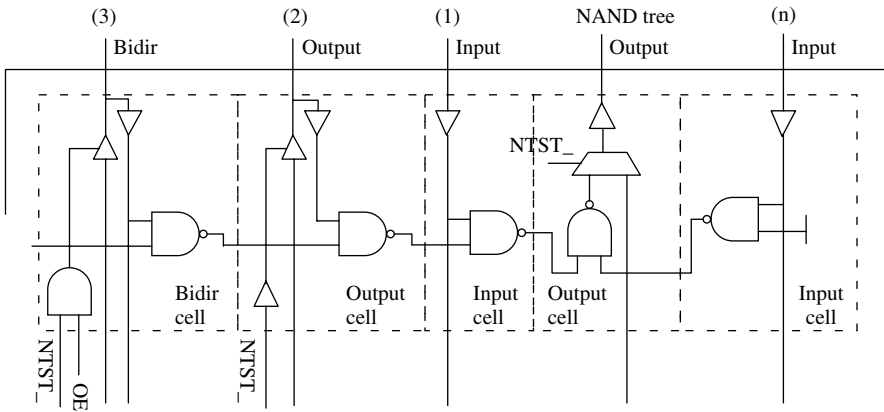 (3)
(2)
(1)
NAND tree
(n)
Bidir
Output
Input
Output
Input
NTST_
Bidir
cell
Output
cell
Input
cell
Output
cell
Input
cell
NTST_
OE
NTST_